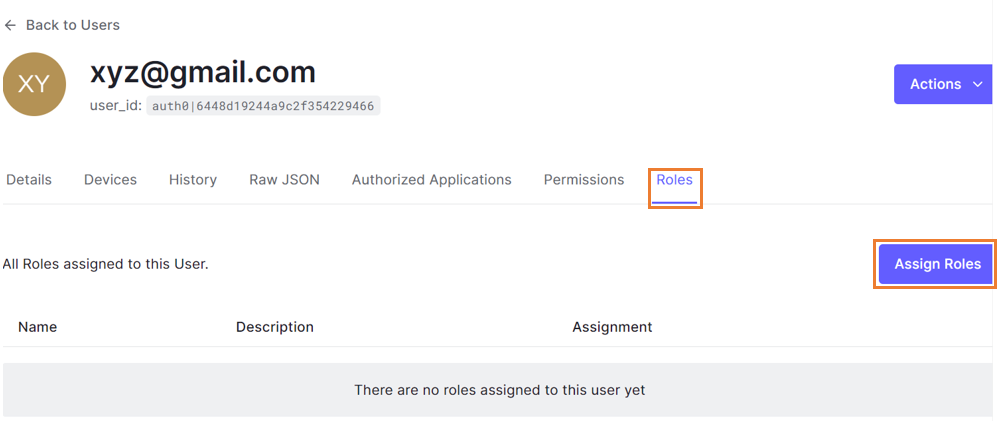 ← Back to Users
XY
xyz@gmail.com
user_id: auth0|6448d19244a9c2f354229466
Actions
Details Devices History Raw JSON Authorized Applications Permissions Roles
All Roles assigned to this User.
Assign Roles
Name Description Assignment
There are no roles assigned to this user yet